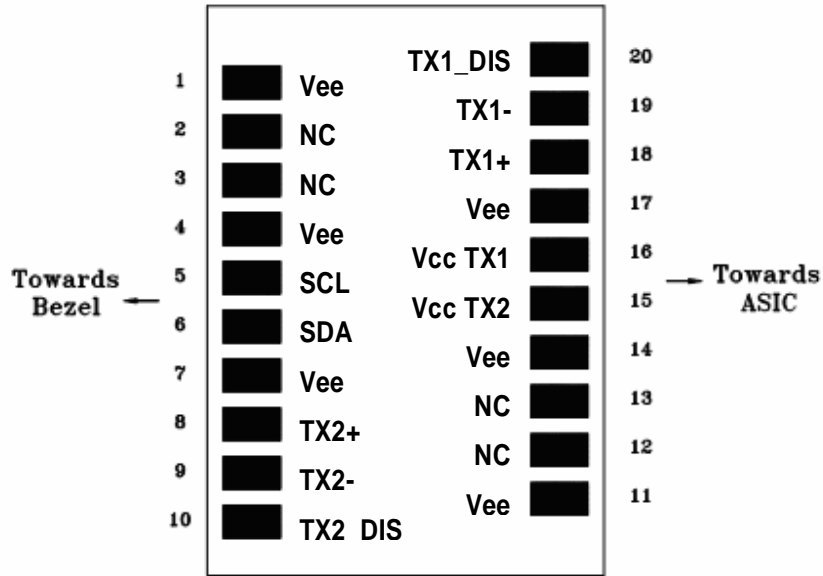 1 Vee
2 NC
3 NC
4 Vee
5 SCL
6 SDA
7 Vee
8 TX2+
9 TX2-
10 TX2 DIS
Towards
Bezel
TX1_DIS 20
TX1- 19
TX1+ 18
Vee 17
Vcc TX1 16
Vcc TX2 15
Vee 14
NC 13
NC 12
Vee 11
Towards
ASIC